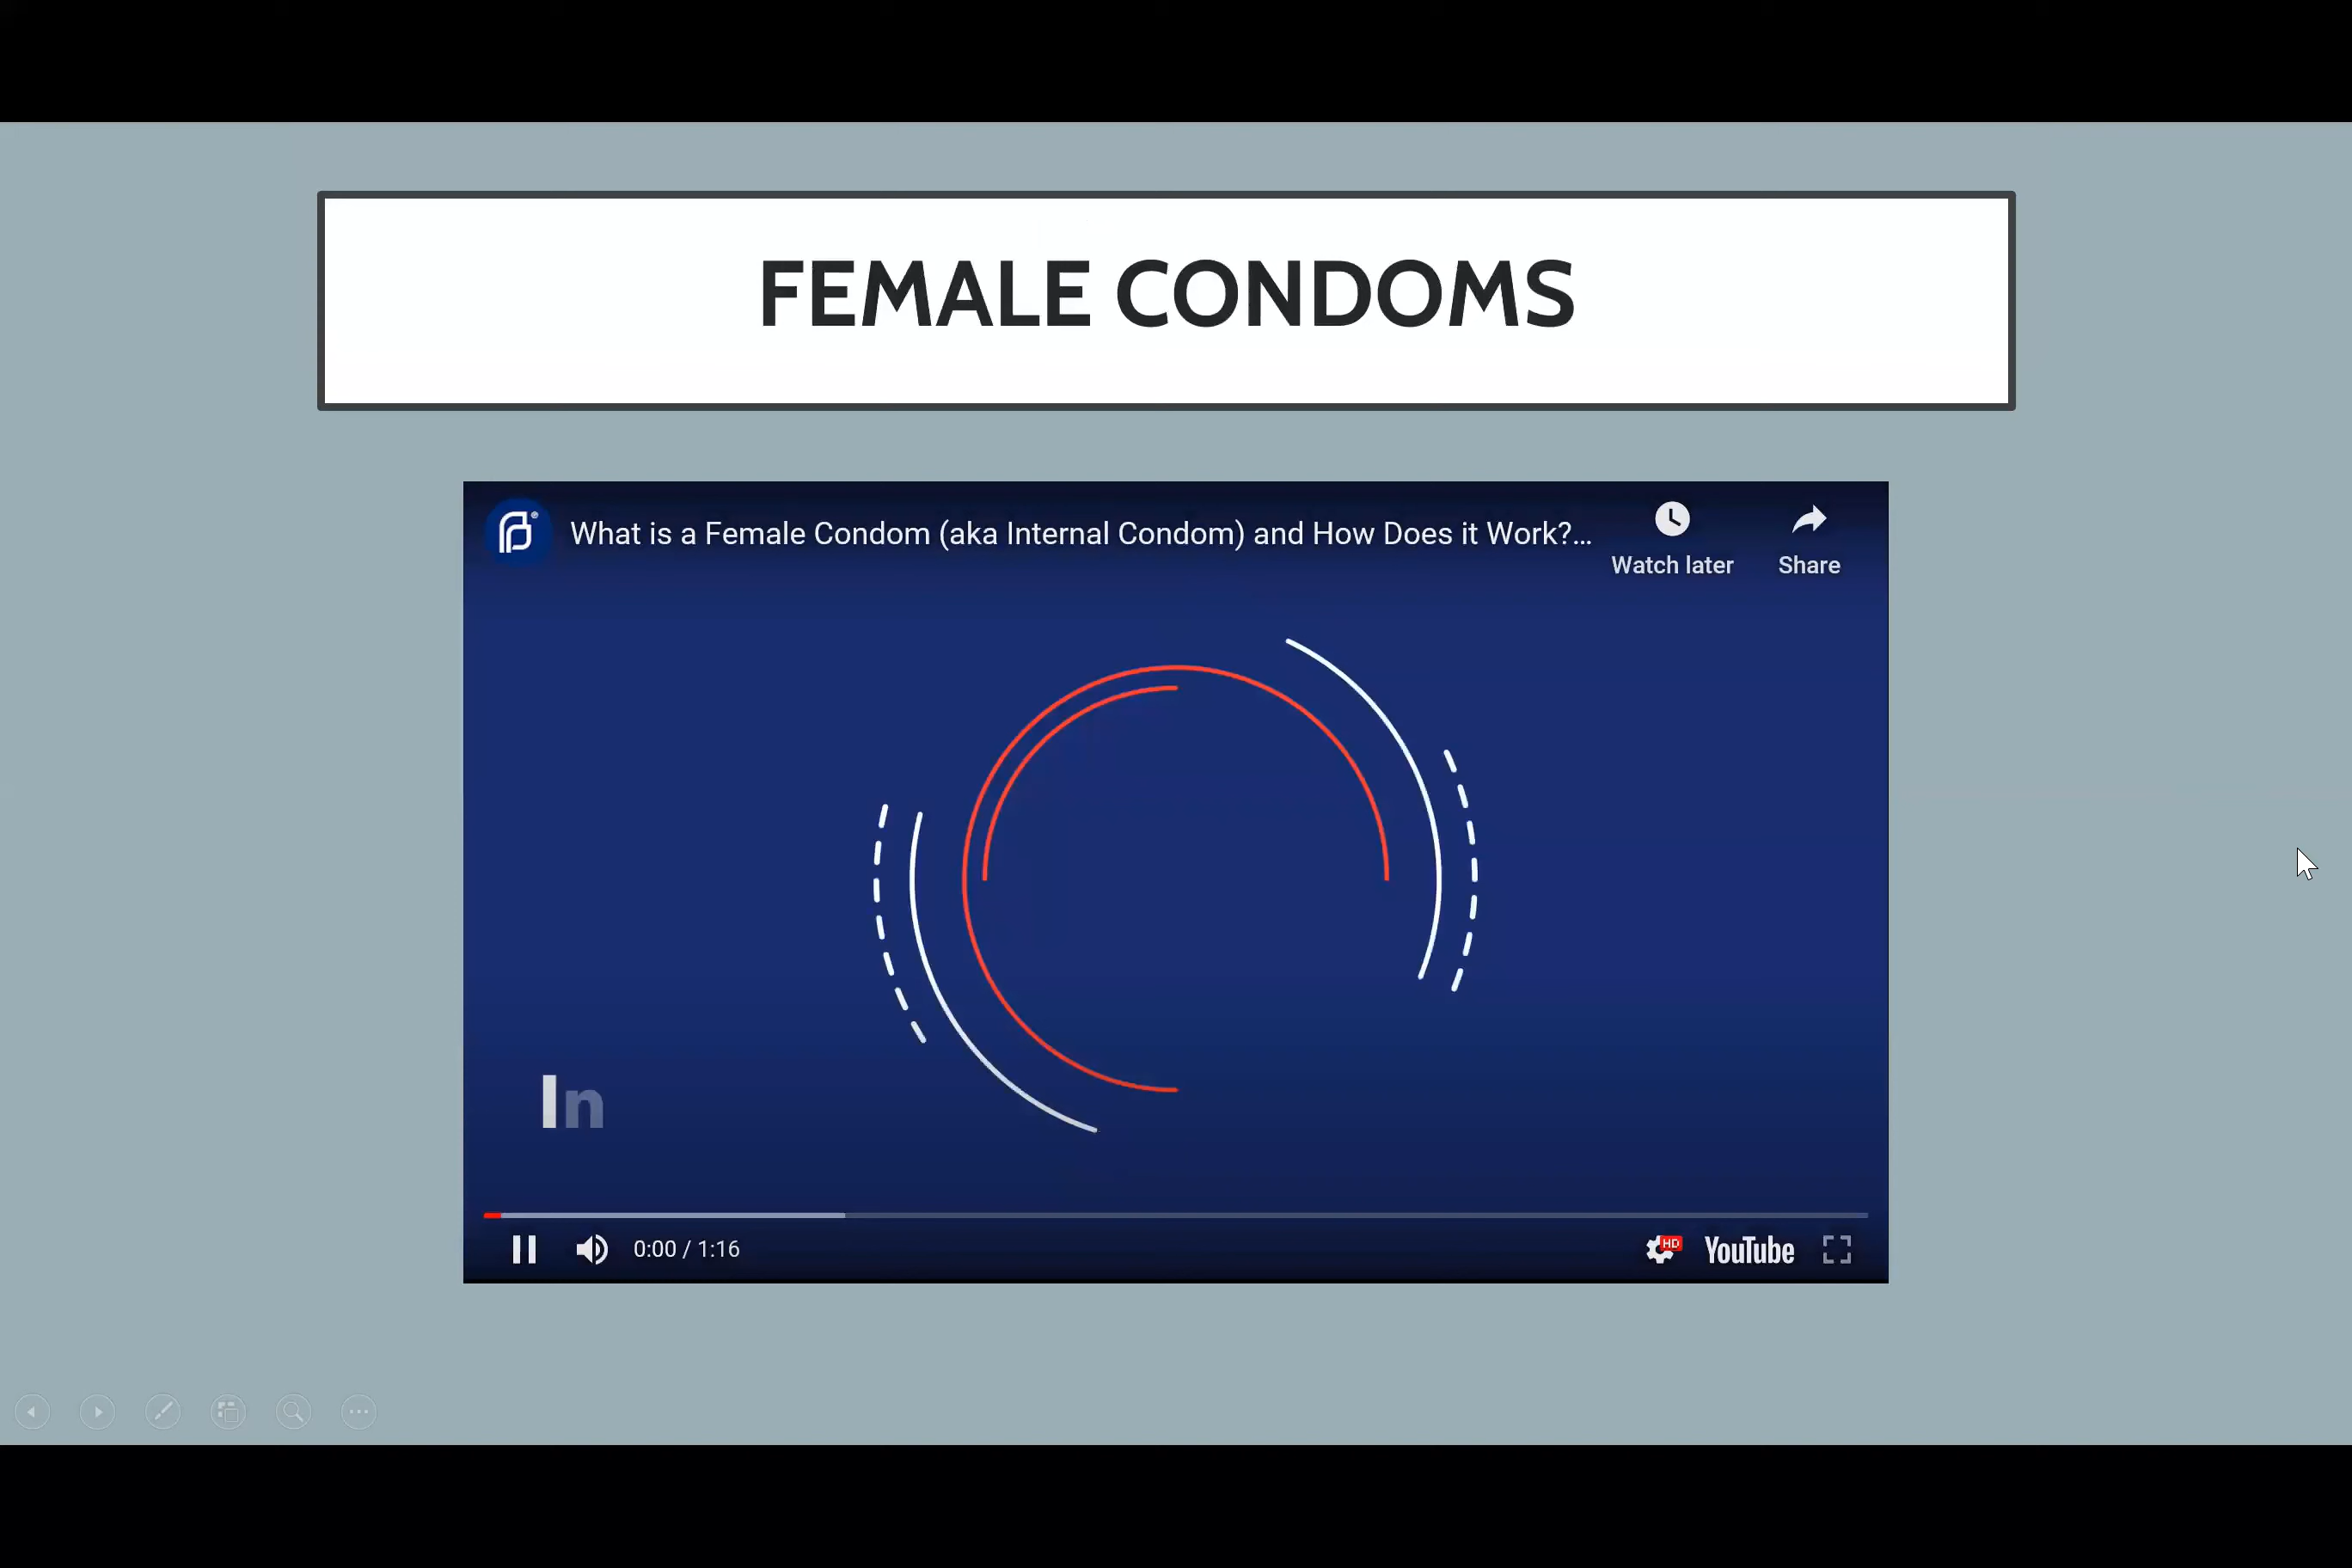 FEMALE CONDOMS
What is a Female Condom (aka Internal Condom) and How Does it Work?...
Watch later
Share
In
0:00 / 1:16
HD
YouTube